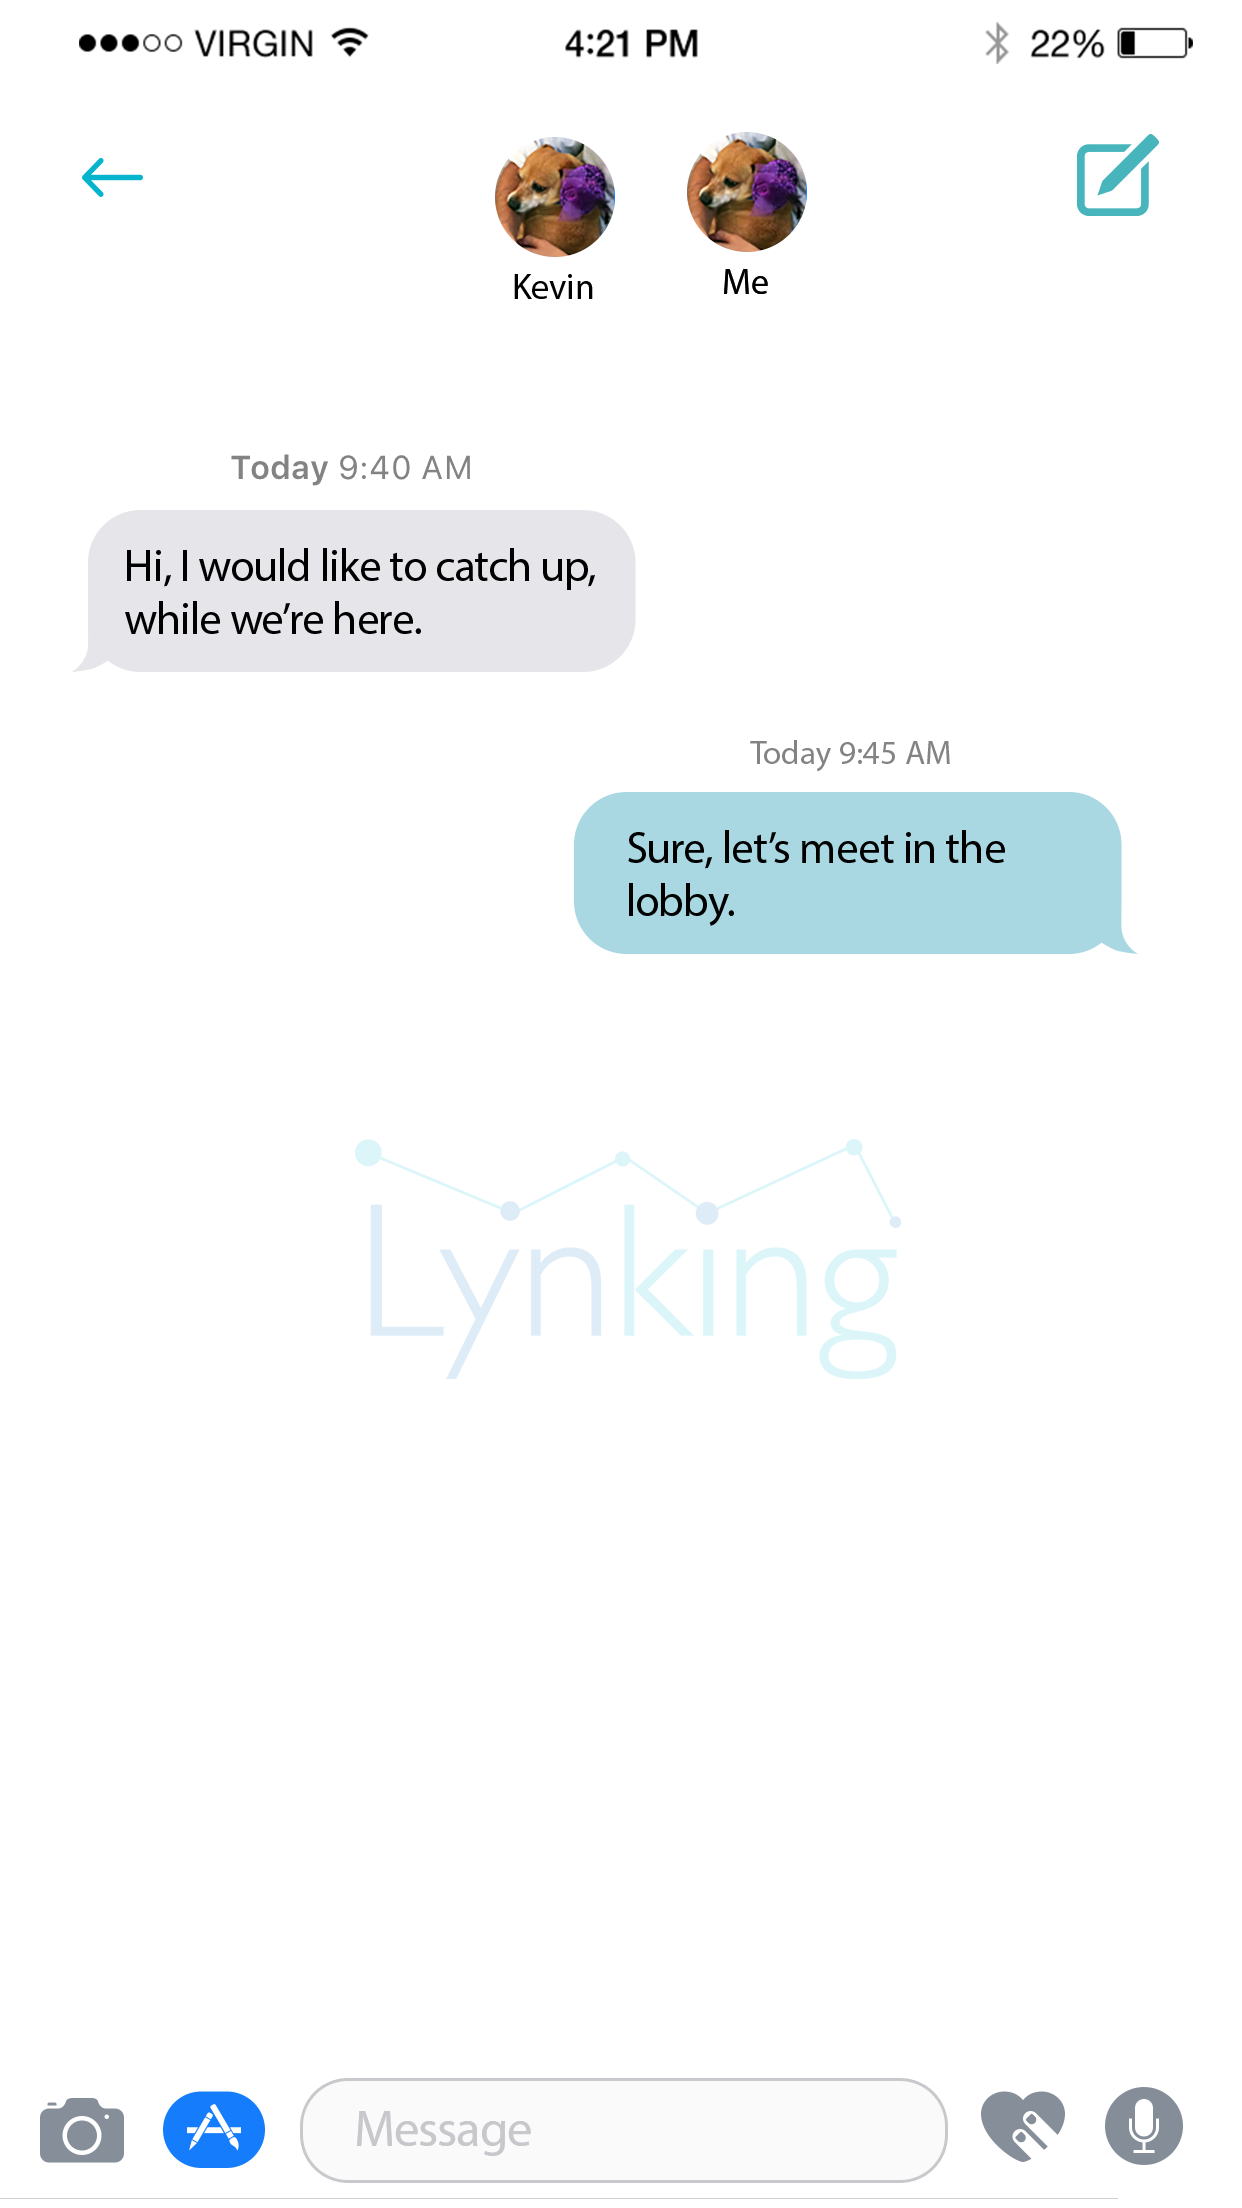 VIRGIN 4:21 PM 22%
Kevin Me
Today 9:40 AM
Hi, I would like to catch up,
while we’re here.
Today 9:45 AM
Sure, let’s meet in the
lobby.
Lynking
Message